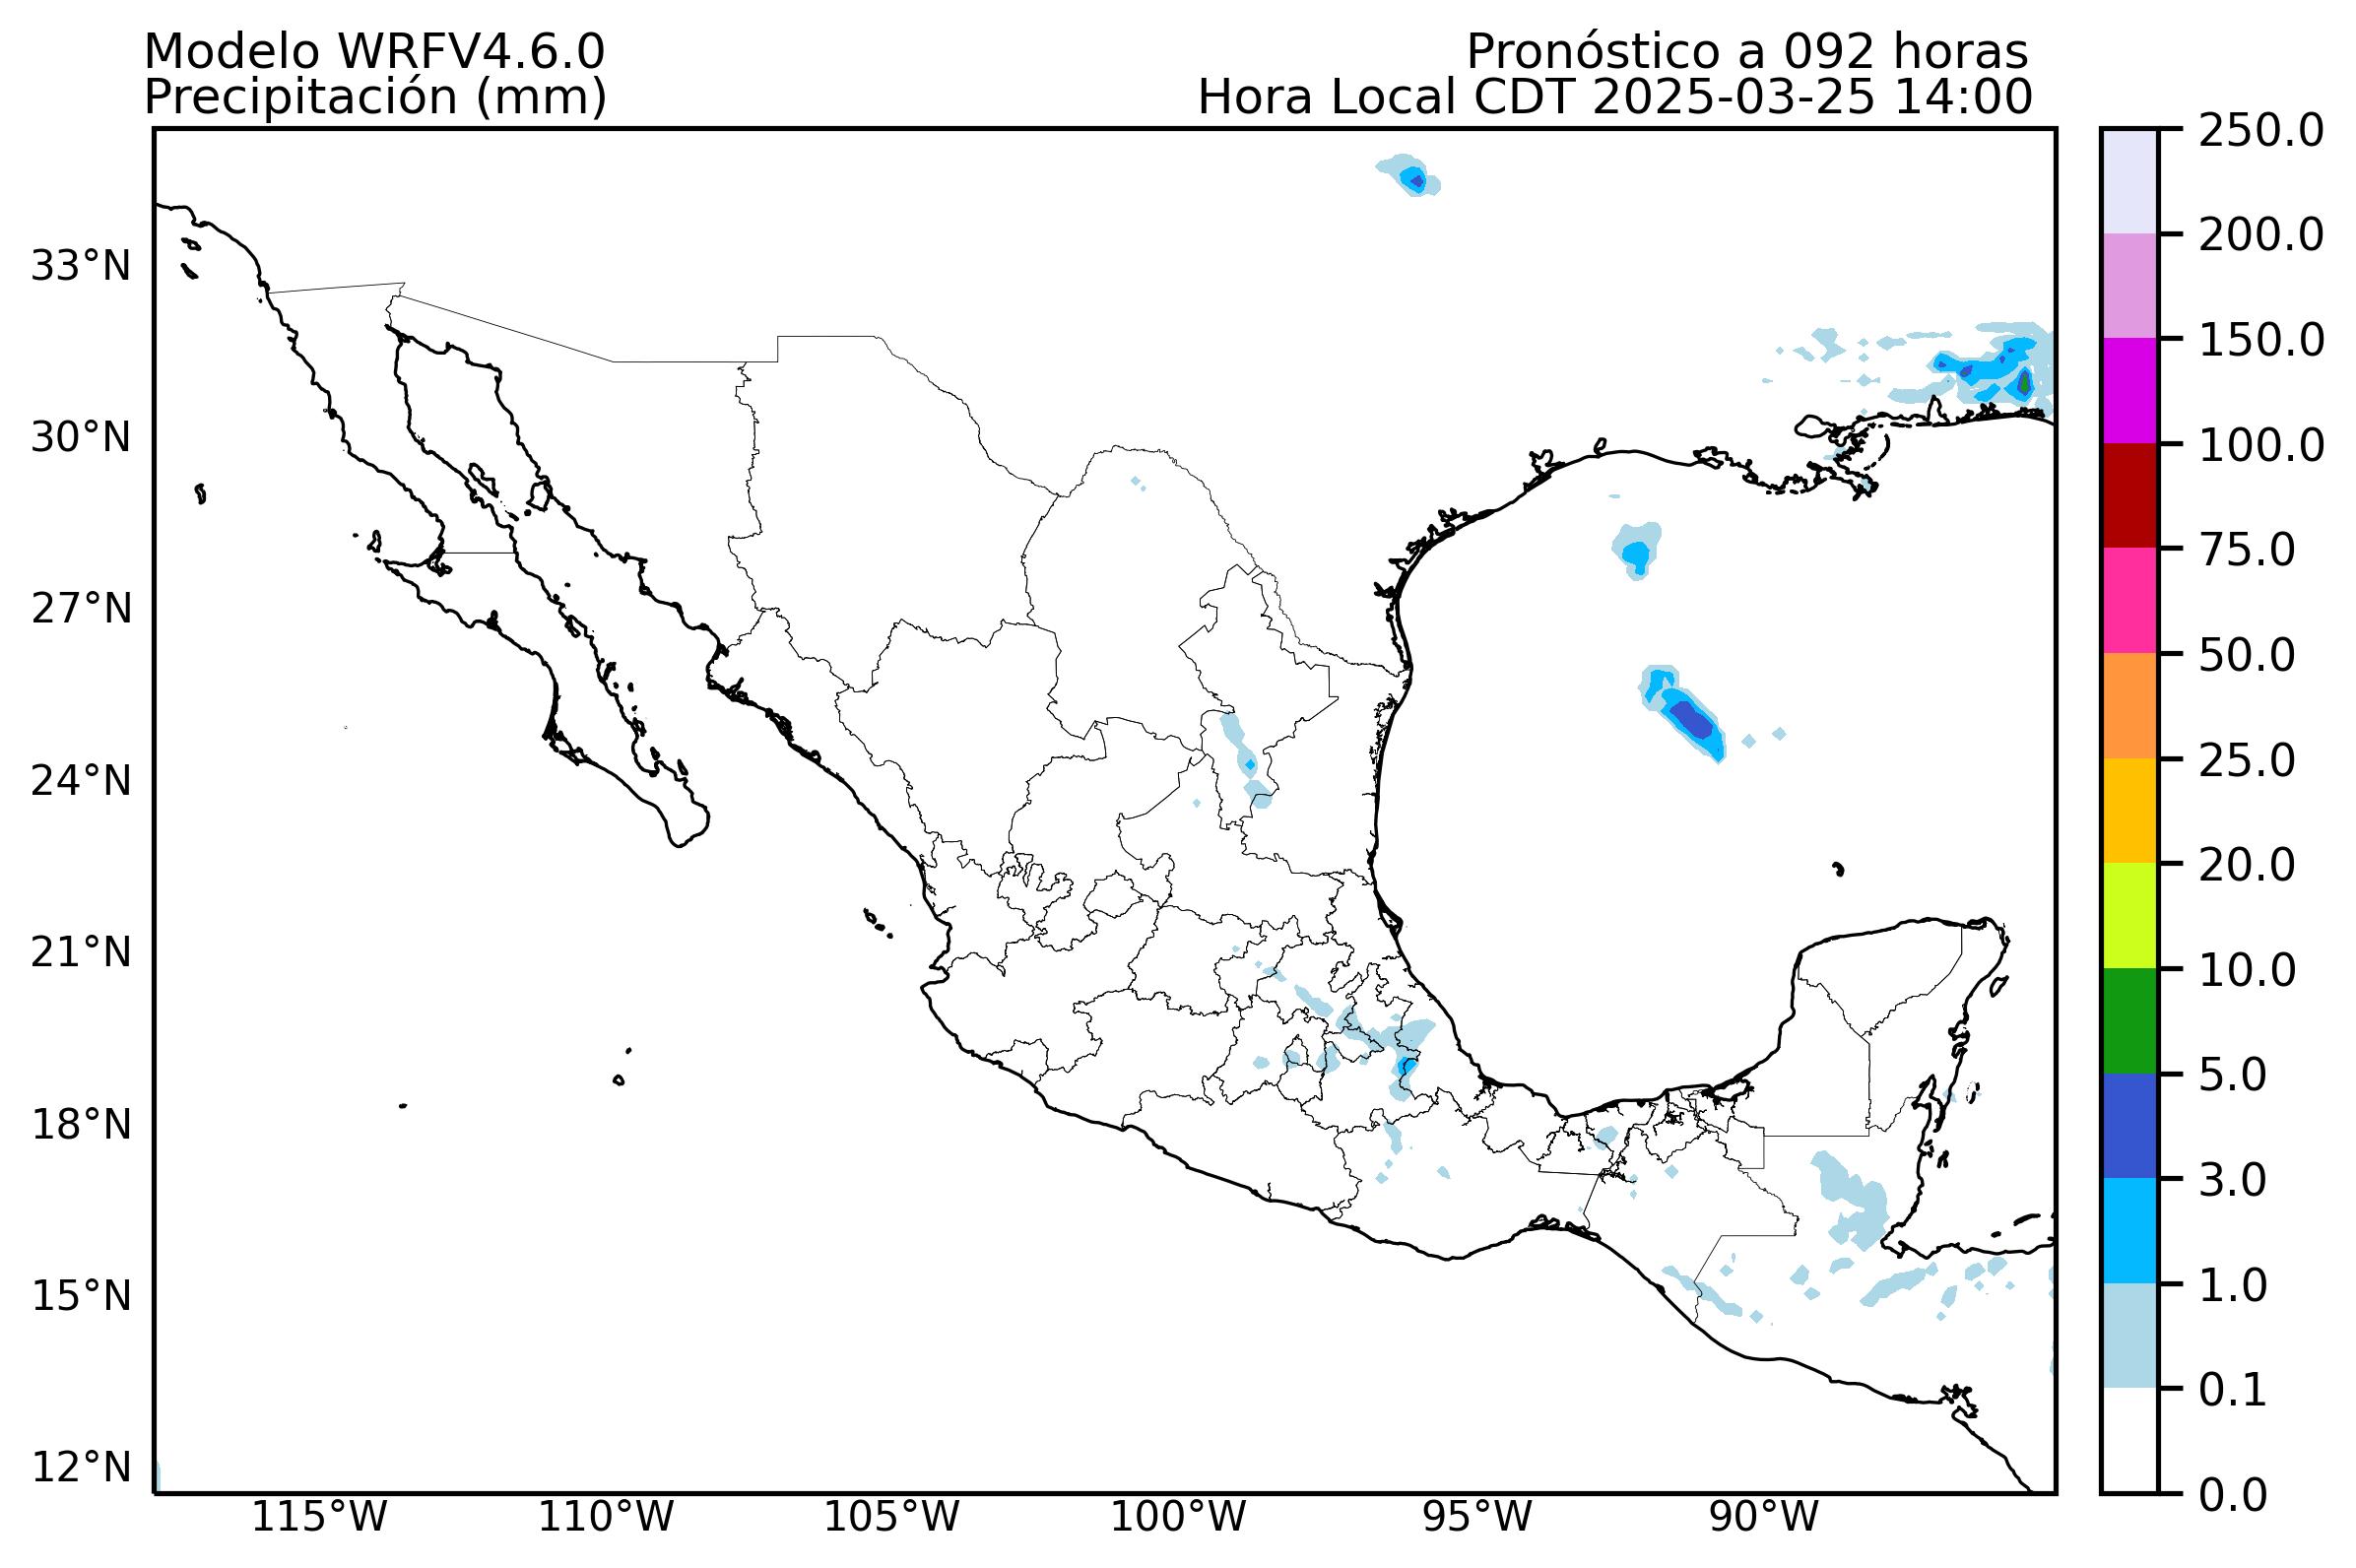 Modelo WRFV4.6.0
Pronóstico a 092 horas
Precipitación (mm)
Hora Local CDT 2025-03-25 14:00
33°N
30°N
27°N
24°N
21°N
18°N
15°N
12°N
115°W
110°W
105°W
100°W
95°W
90°W
250.0
200.0
150.0
100.0
75.0
50.0
25.0
20.0
10.0
5.0
3.0
1.0
0.1
0.0